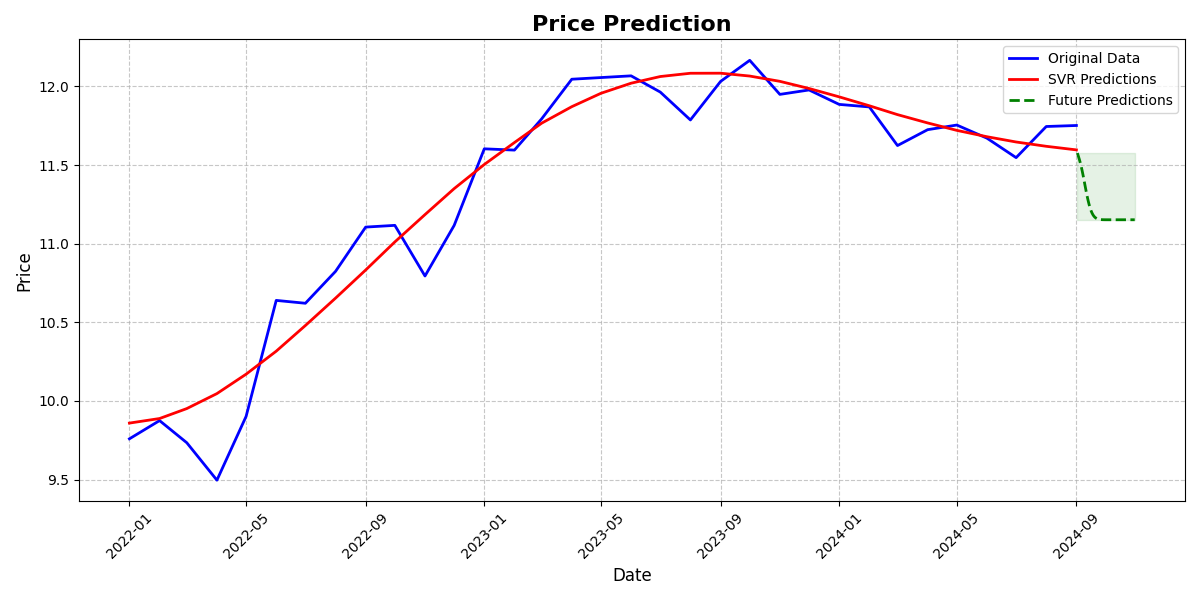 Price Prediction
Original Data
SVR Predictions
Future Predictions
12.0
11.5
11.0
10.5
10.0
9.5
Price
2022-01
2022-05
2022-09
2023-01
2023-05
2023-09
2024-01
2024-05
2024-09
Date